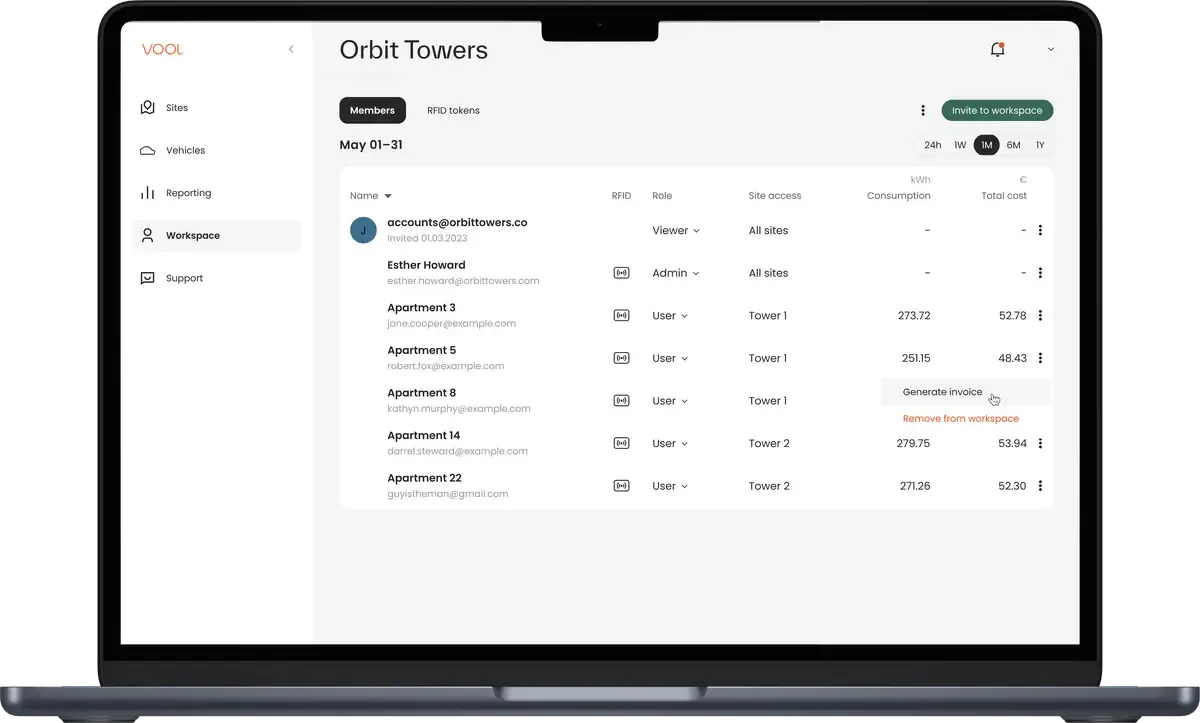 VOOL
Orbit Towers
Sites
Vehicles
Reporting
Workspace
Support
Members
RFID tokens
Invite to workspace
May 01–31
24h 1W 1M 6M 1Y
kWh €
Name RFID Role Site access Consumption Total cost
J
accounts@orbittowers.co
Invited 01.03.2023
Viewer All sites - -
Esther Howard
esther.howard@orbittowers.com
Admin All sites - -
Apartment 3
jane.cooper@example.com
User Tower 1 273.72 52.78
Apartment 5
robert.fox@example.com
User Tower 1 251.15 48.43
Apartment 8
kathyn.murphy@example.com
User Tower 1
Generate invoice
Remove from workspace
Apartment 14
darrel.steward@example.com
User Tower 2 279.75 53.94
Apartment 22
guyistheman@gmail.com
User Tower 2 271.26 52.30